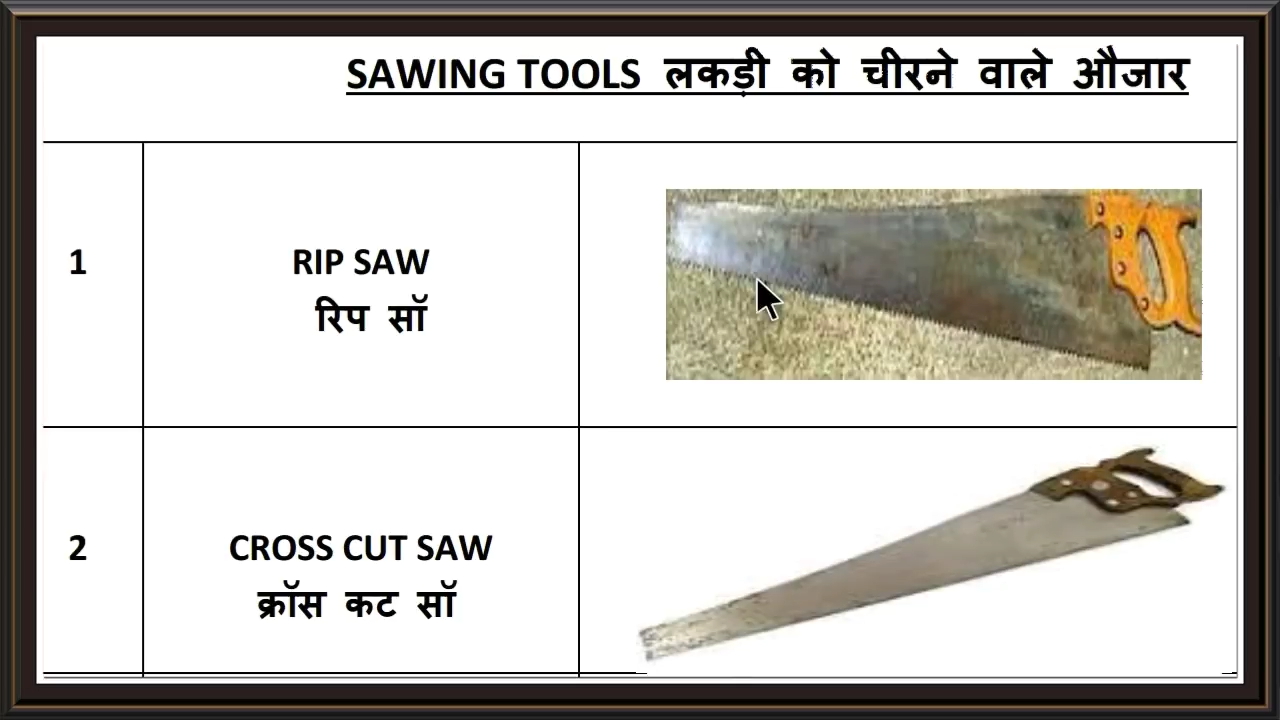 SAWING TOOLS लकड़ी को चीरने वाले औजार
1
RIP SAW
रिप सॉ
2
CROSS CUT SAW
क्रॉस कट सॉ